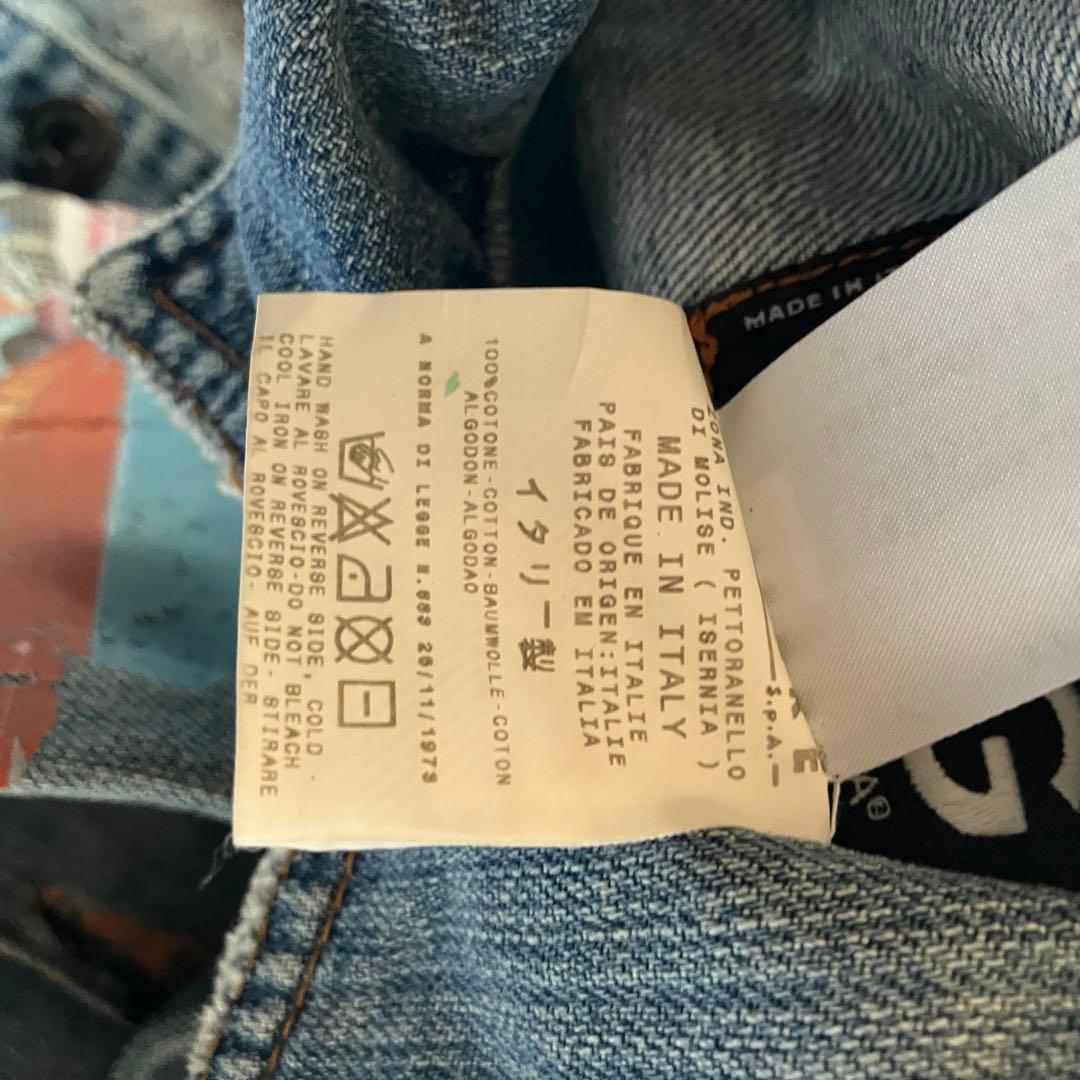 S.p.A.
ZONA IND. PETTORANELLO
DI MOLISE ( ISERNIA )
MADE IN ITALY
FABRIQUE EN ITALIE
PAIS DE ORIGEN:ITALIE
FABRICADO EM ITALIA
イタリー製
100%COTONE-COTTON-BAUMWOLLE-COTON
ALGODON-ALGODAO
A NORMA DI LEGGE N.883 26/11/1973
HAND WASH ON REVERSE SIDE, COLD.
LAVARE AL ROVESCIO-DO NOT BLEACH
COOL IRON ON REVERSE SIDE- STIRARE
IL CAPO AL ROVESCIO- AUF DER
MADE IN
G
A®